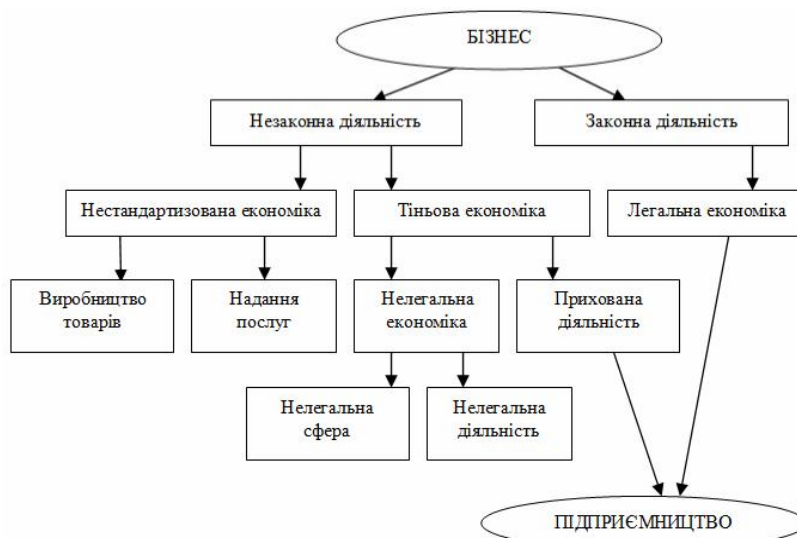 БІЗНЕС
Незаконна діяльність
Законна діяльність
Нестандартизована економіка
Тіньова економіка
Легальна економіка
Виробництво
товарів
Надання
послуг
Нелегальна
економіка
Прихована
діяльність
Нелегальна
сфера
Нелегальна
діяльність
ПІДПРИЄМНИЦТВО